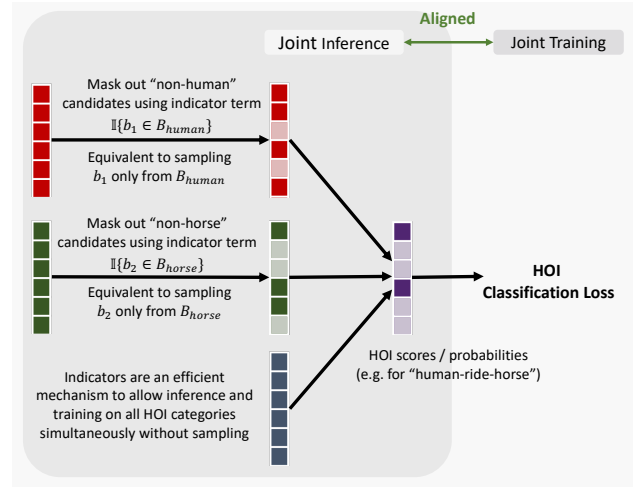 Aligned
Joint Inference
Joint Training
Mask out “non-human”
candidates using indicator term
𝕀{b₁ ∈ B_human}
Equivalent to sampling
b₁ only from B_human
Mask out “non-horse”
candidates using indicator term
𝕀{b₂ ∈ B_horse}
Equivalent to sampling
b₂ only from B_horse
HOI
Classification Loss
HOI scores / probabilities
(e.g. for “human-ride-horse”)
Indicators are an efficient
mechanism to allow inference and
training on all HOI categories
simultaneously without sampling